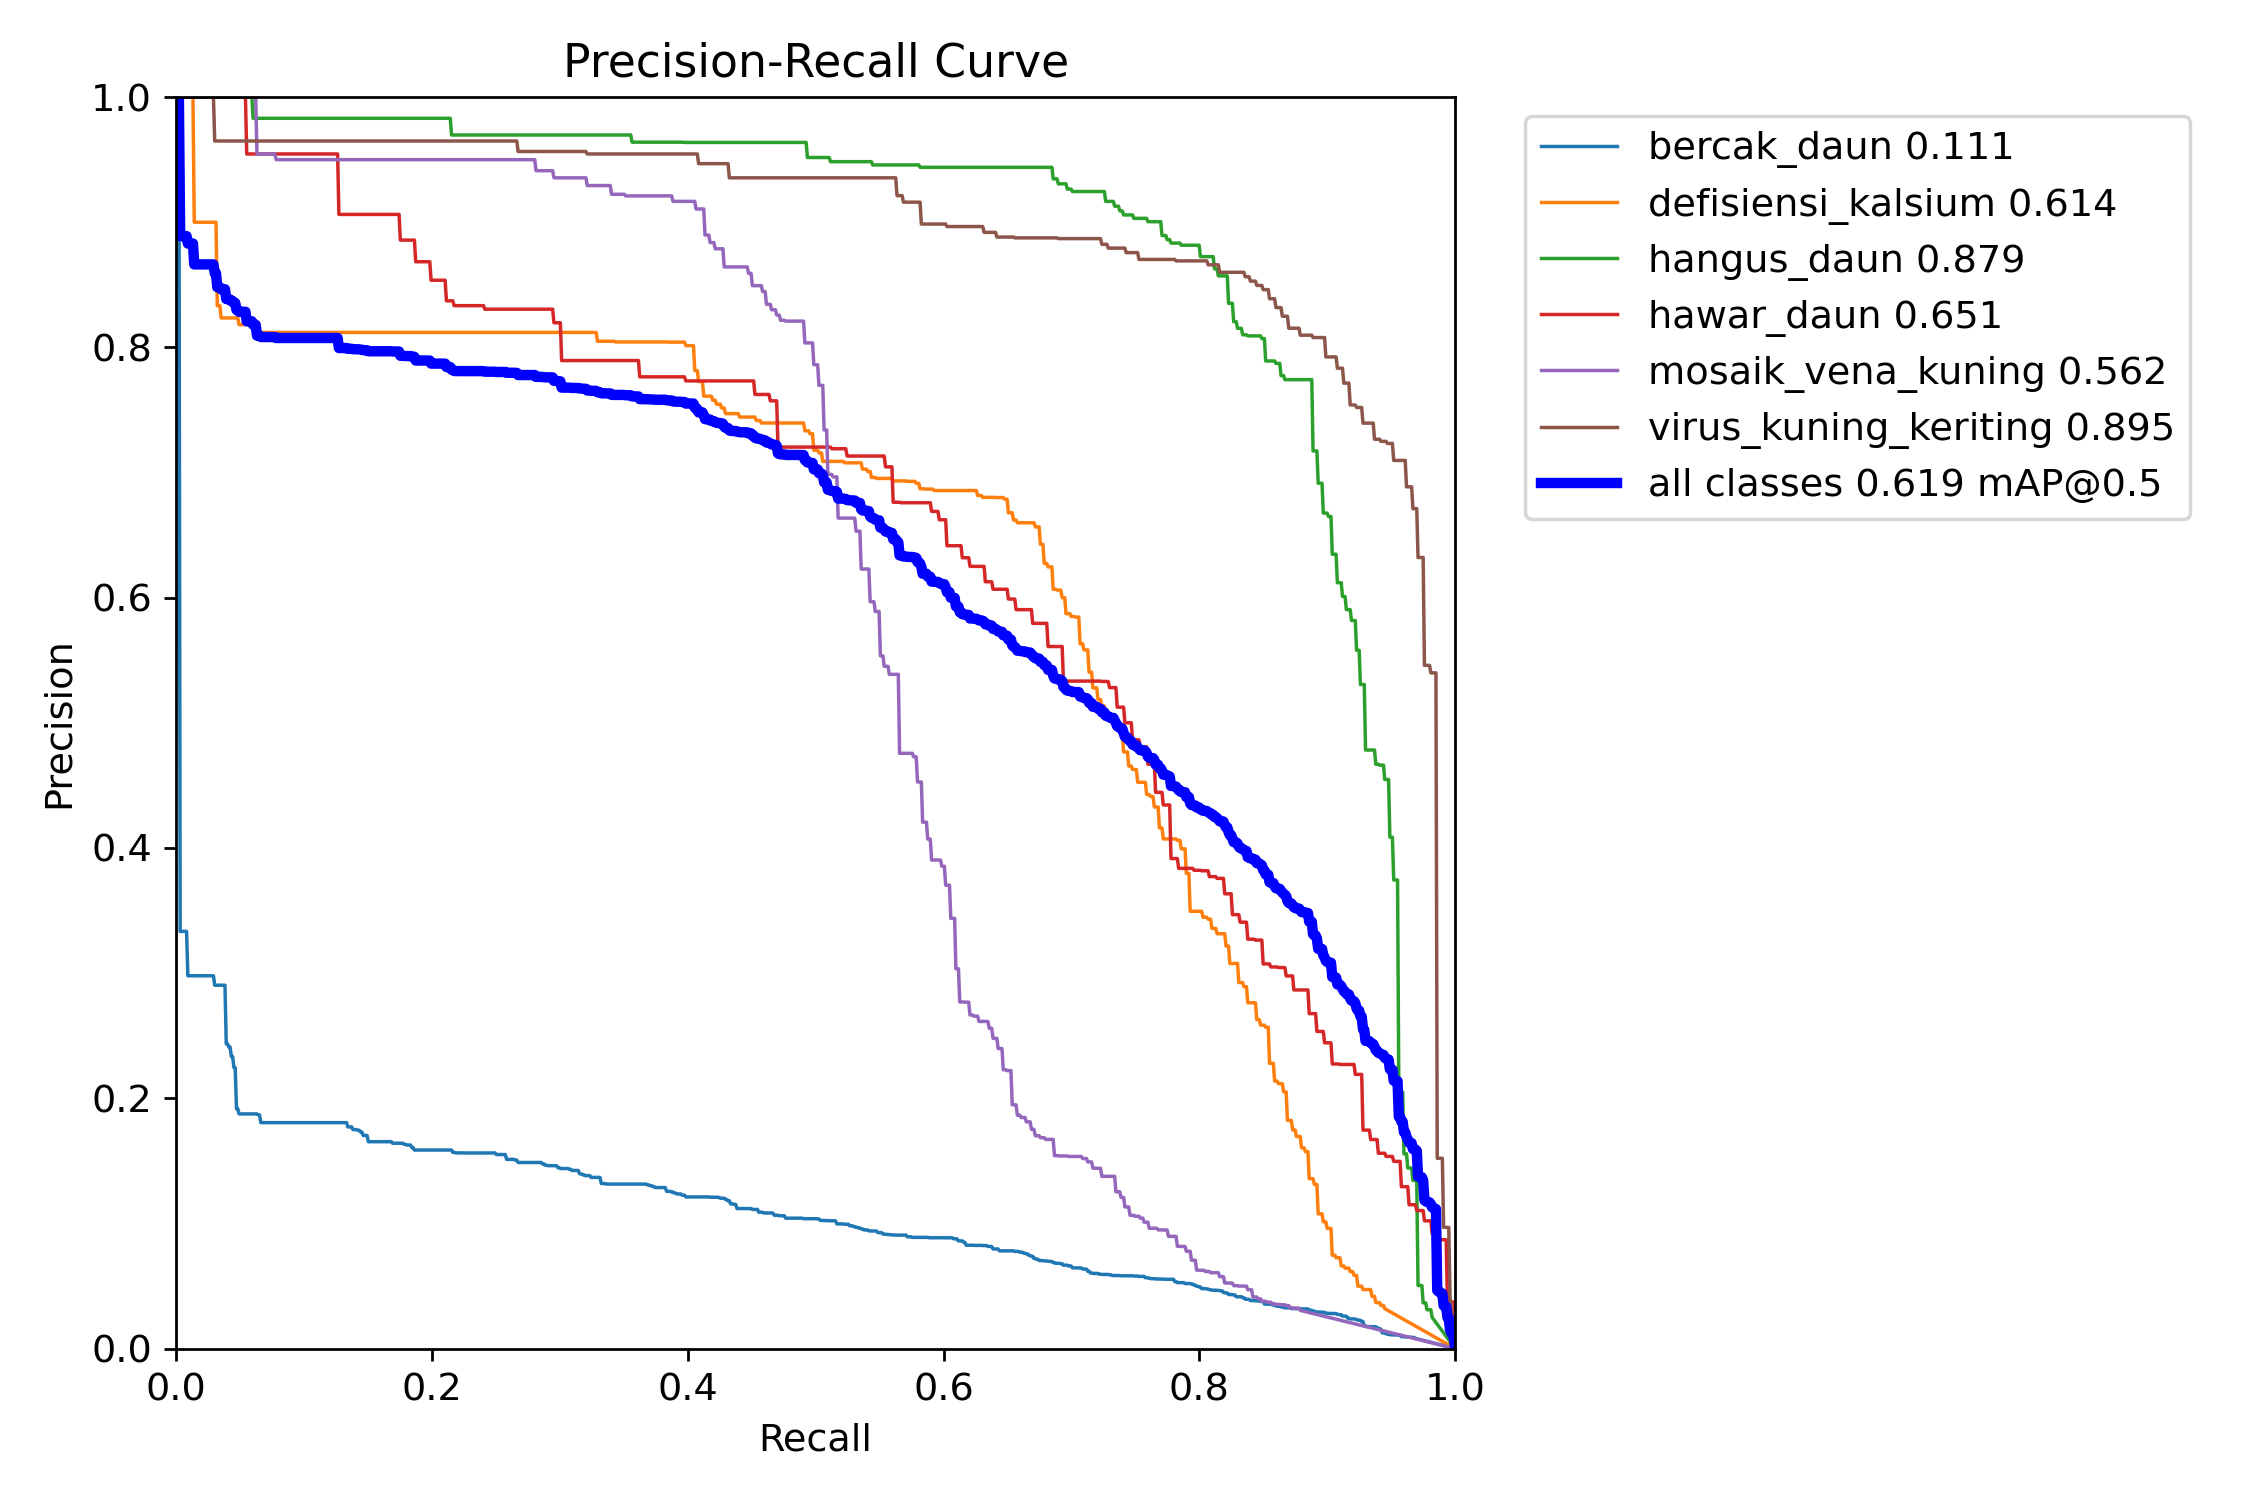 Precision-Recall Curve
1.0
0.8
0.6
0.4
0.2
0.0
Precision
0.0 0.2 0.4 0.6 0.8 1.0
Recall
bercak_daun 0.111
defisiensi_kalsium 0.614
hangus_daun 0.879
hawar_daun 0.651
mosaik_vena_kuning 0.562
virus_kuning_keriting 0.895
all classes 0.619 mAP@0.5